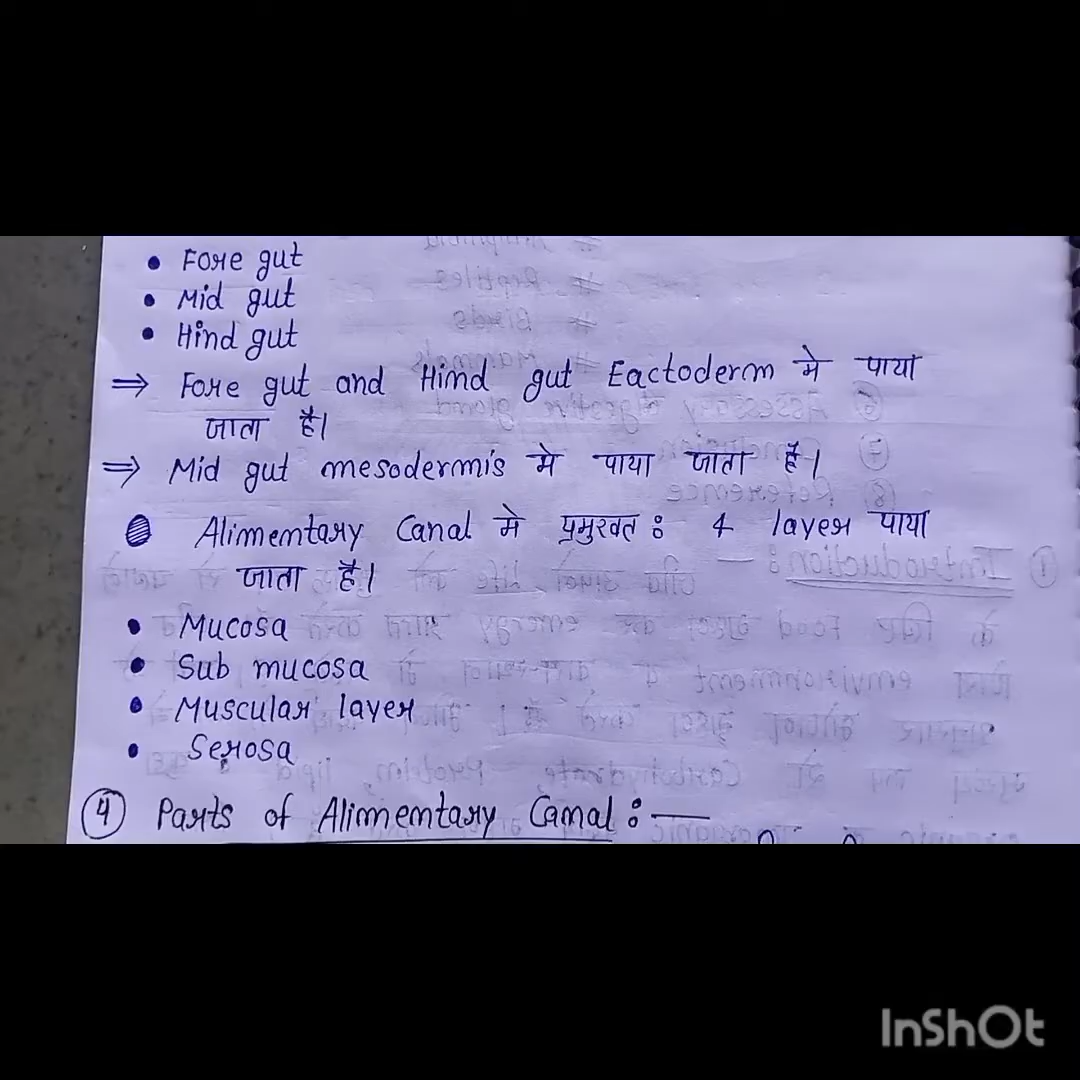 • Fore gut
• Mid gut
• Hind gut
⇒ Fore gut and Hind gut Eactoderm मे पाया
जाता है।
⇒ Mid gut mesodermis मे पाया जाता है।
Alimentary Canal मे प्रमुखत: 4 layer पाया
जाता है।
• Mucosa
• Sub mucosa
• Muscular layer
• Serosa
④ Parts of Alimentary Canal :—
InShOt